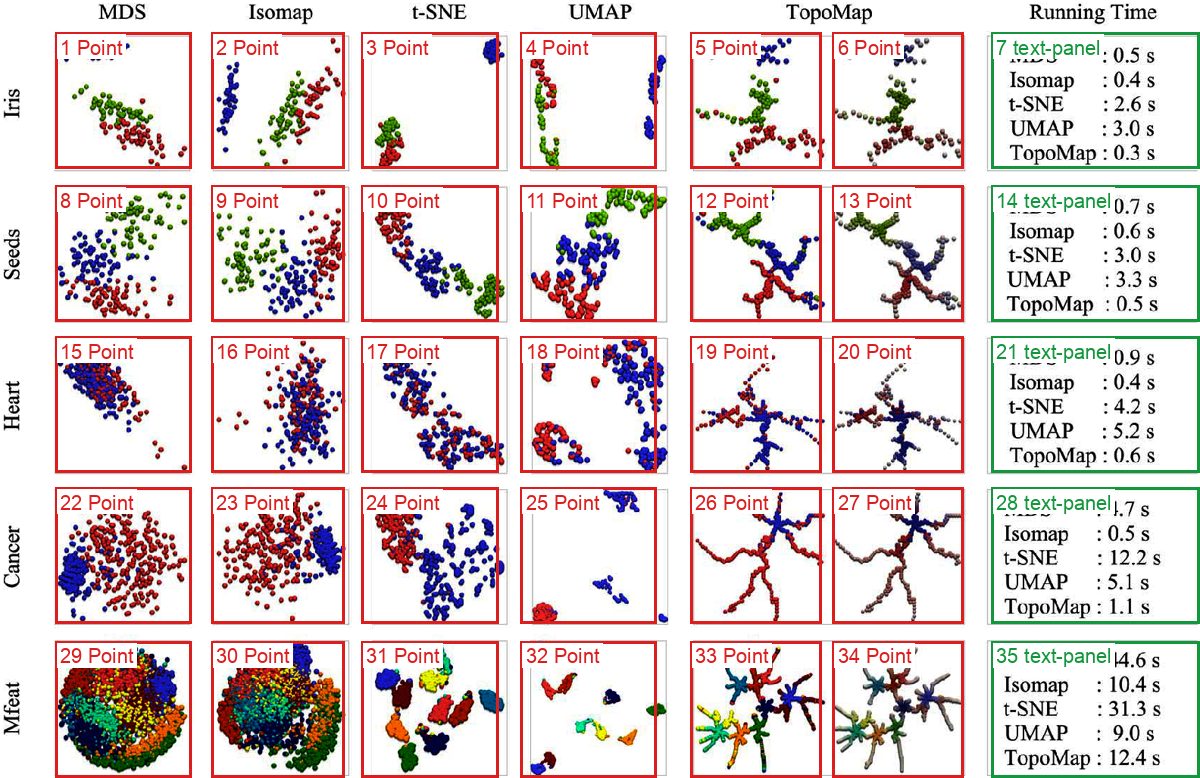 MDS Isomap t-SNE UMAP TopoMap Running Time
Iris
1 Point 2 Point 3 Point 4 Point 5 Point 6 Point 7 text-panel
: 0.5 s
Isomap : 0.4 s
t-SNE : 2.6 s
UMAP : 3.0 s
TopoMap : 0.3 s
Seeds
8 Point 9 Point 10 Point 11 Point 12 Point 13 Point 14 text-panel
0.7 s
Isomap : 0.6 s
t-SNE : 3.0 s
UMAP : 3.3 s
TopoMap : 0.5 s
Heart
15 Point 16 Point 17 Point 18 Point 19 Point 20 Point 21 text-panel
0.9 s
Isomap : 0.4 s
t-SNE : 4.2 s
UMAP : 5.2 s
TopoMap : 0.6 s
Cancer
22 Point 23 Point 24 Point 25 Point 26 Point 27 Point 28 text-panel
.7 s
Isomap : 0.5 s
t-SNE : 12.2 s
UMAP : 5.1 s
TopoMap : 1.1 s
Mfeat
29 Point 30 Point 31 Point 32 Point 33 Point 34 Point 35 text-panel
4.6 s
Isomap : 10.4 s
t-SNE : 31.3 s
UMAP : 9.0 s
TopoMap : 12.4 s